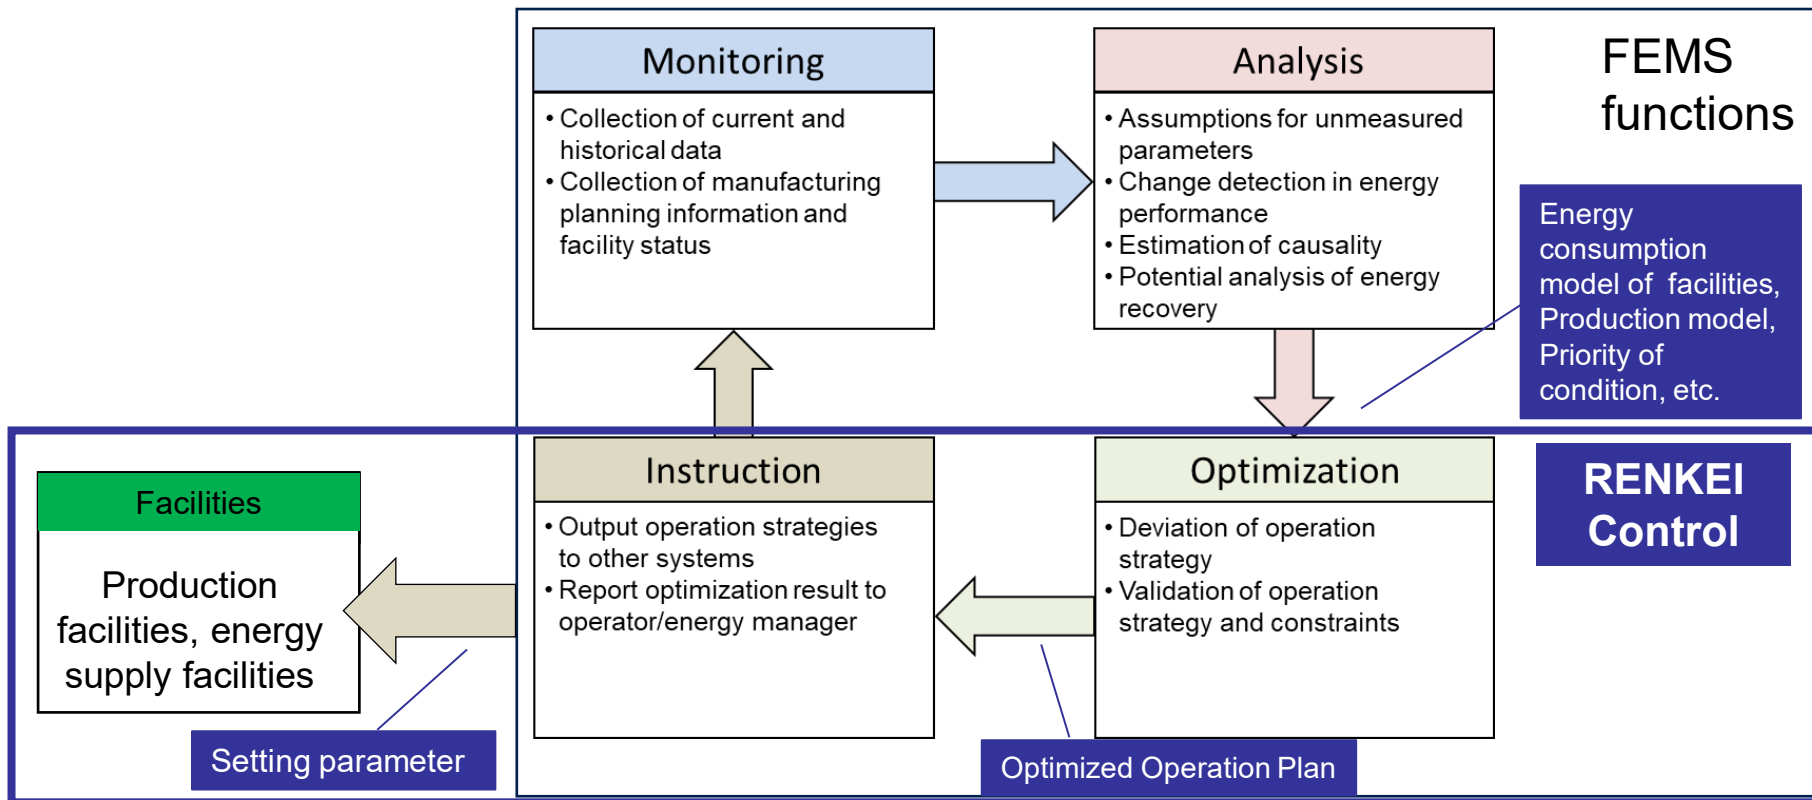 Monitoring
• Collection of current and
historical data
• Collection of manufacturing
planning information and
facility status
Analysis
• Assumptions for unmeasured
parameters
• Change detection in energy
performance
• Estimation of causality
• Potential analysis of energy
recovery
FEMS
functions
Energy
consumption
model of facilities,
Production model,
Priority of
condition, etc.
Facilities
Production
facilities, energy
supply facilities
Setting parameter
Instruction
• Output operation strategies
to other systems
• Report optimization result to
operator/energy manager
Optimization
• Deviation of operation
strategy
• Validation of operation
strategy and constraints
Optimized Operation Plan
RENKEI
Control